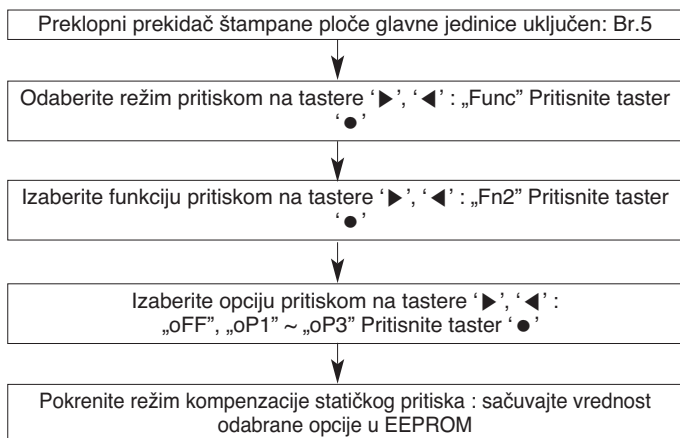 Preklopni prekidač štampane ploče glavne jedinice uključen: Br.5
Odaberite režim pritiskom na tastere ‘▶’, ‘◀’ : „Func” Pritisnite taster
‘●’
Izaberite funkciju pritiskom na tastere ‘▶’, ‘◀’ : „Fn2” Pritisnite taster
‘●’
Izaberite opciju pritiskom na tastere ‘▶’, ‘◀’ :
„oFF”, „oP1” ~ „oP3” Pritisnite taster ‘●’
Pokrenite režim kompenzacije statičkog pritiska : sačuvajte vrednost
odabrane opcije u EEPROM